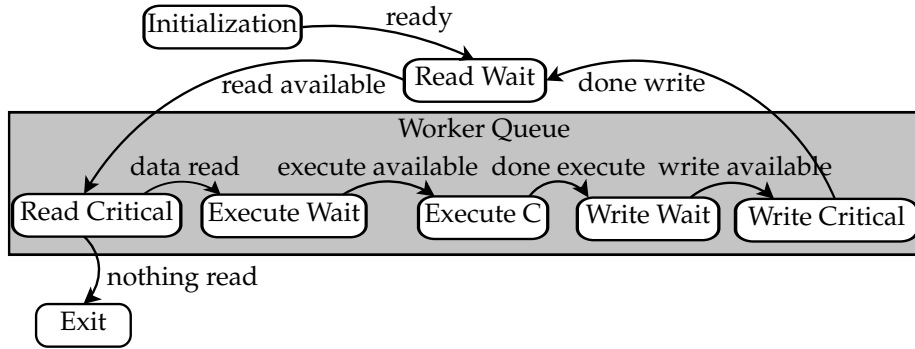 Initialization
ready
Read Wait
read available
done write
Worker Queue
data read
execute available
done execute
write available
Read Critical
Execute Wait
Execute C
Write Wait
Write Critical
nothing read
Exit